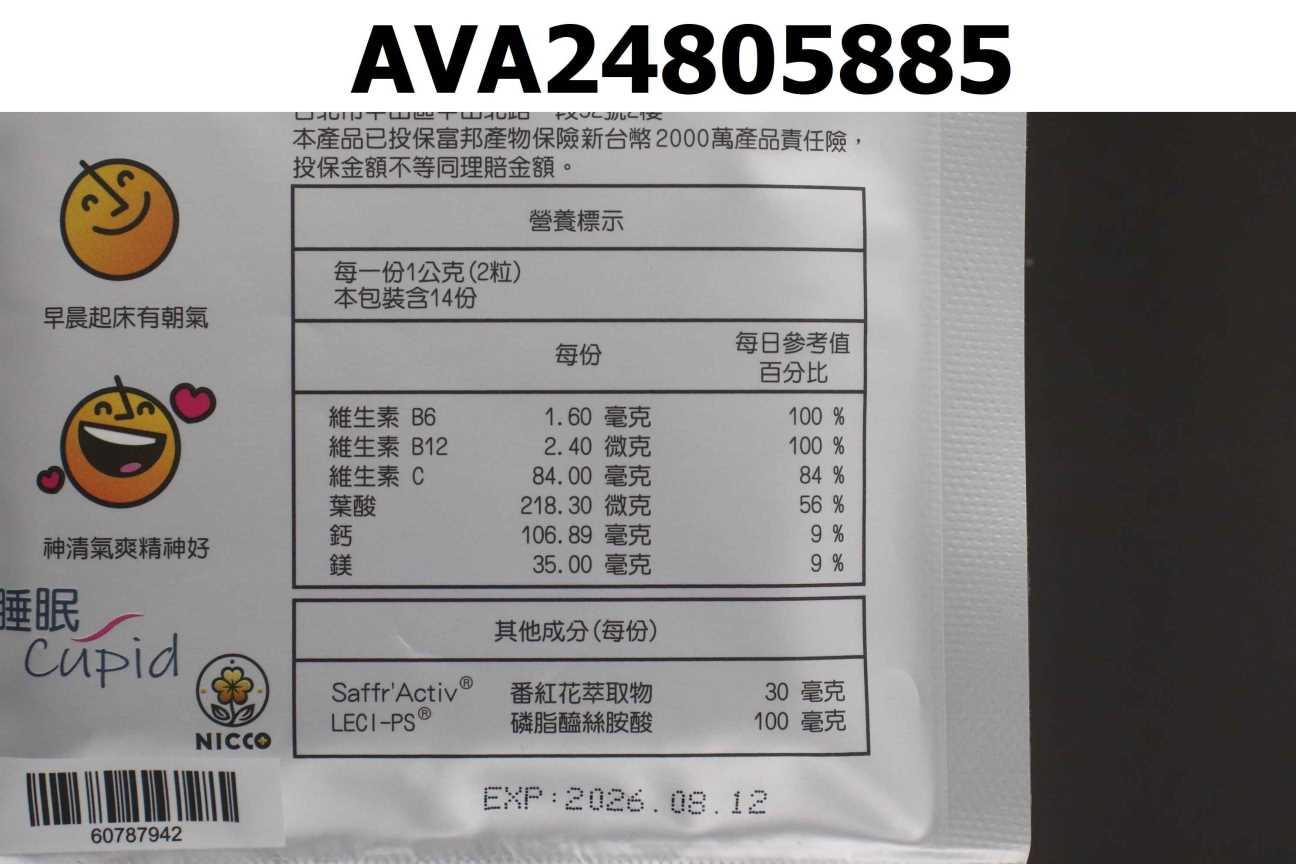 AVA24805885
本產品已投保富邦產物保險新台幣2000萬產品責任險，
投保金額不等同理賠金額。
早晨起床有朝氣
神清氣爽精神好
睡眠
Cupid
NICCO
60787942
營養標示
每一份1公克(2粒)
本包裝含14份
每份 每日參考值
百分比
維生素 B6 1.60 毫克 100 %
維生素 B12 2.40 微克 100 %
維生素 C 84.00 毫克 84 %
葉酸 218.30 微克 56 %
鈣 106.89 毫克 9 %
鎂 35.00 毫克 9 %
其他成分(每份)
Saffr'Activ® 番紅花萃取物 30 毫克
LECI-PS® 磷脂醯絲胺酸 100 毫克
EXP:2026.08.12